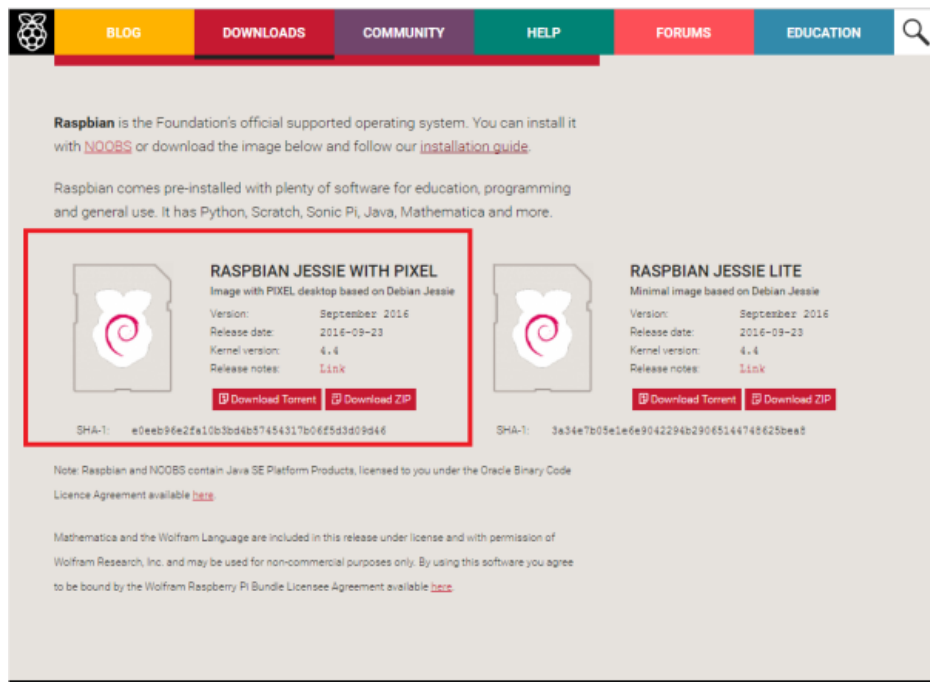 BLOG DOWNLOADS COMMUNITY HELP FORUMS EDUCATION
Raspbian is the Foundation's official supported operating system. You can install it
with NOOBS or download the image below and follow our installation guide.
Raspbian comes pre-installed with plenty of software for education, programming
and general use. It has Python, Scratch, Sonic Pi, Java, Mathematica and more.
RASPBIAN JESSIE WITH PIXEL
Image with PIXEL desktop based on Debian Jessie
Version: September 2016
Release date: 2016-09-23
Kernel version: 4.4
Release notes: Link
Download Torrent Download ZIP
SHA-1: e0eeb96e2fa10b3bd4b57454317b06f5d3d09d46
RASPBIAN JESSIE LITE
Minimal image based on Debian Jessie
Version: September 2016
Release date: 2016-09-23
Kernel version: 4.4
Release notes: Link
Download Torrent Download ZIP
SHA-1: 3a34e7b05e1e6e9042294b29065144748625bea8
Note: Raspbian and NOOBS contain Java SE Platform Products, licensed to you under the Oracle Binary Code
Licence Agreement available here.
Mathematica and the Wolfram Language are included in this release under license and with permission of
Wolfram Research, Inc. and may be used for non-commercial purposes only. By using this software you agree
to be bound by the Wolfram Raspberry Pi Bundle Licensee Agreement available here.